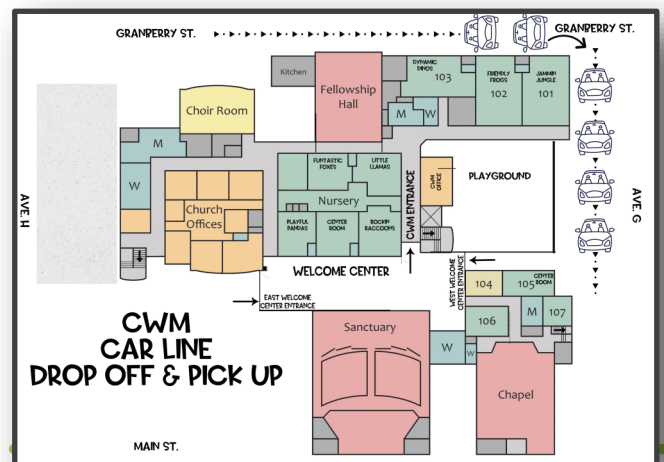 GRANBERRY ST.
GRANBERRY ST.
Kitchen
Fellowship
Hall
DYNAMIC
DINOS
103
FRIENDLY
FROGS
102
JAMMIN
JUNGLE
101
Choir Room
M
W
M
W
AVE. H
Church
Offices
FUNTASTIC
FOXES
LITTLE
LLAMAS
Nursery
PLAYFUL
PANDAS
CENTER
ROOM
ROCKIN
RACCOONS
CWM ENTRANCE
CWM
OFFICE
PLAYGROUND
AVE. G
WELCOME CENTER
EAST WELCOME
CENTER ENTRANCE
WEST WELCOME
CENTER ENTRANCE
104
105
CENTER
ROOM
106
M
107
W
W
Sanctuary
Chapel
CWM
CAR LINE
DROP OFF & PICK UP
MAIN ST.